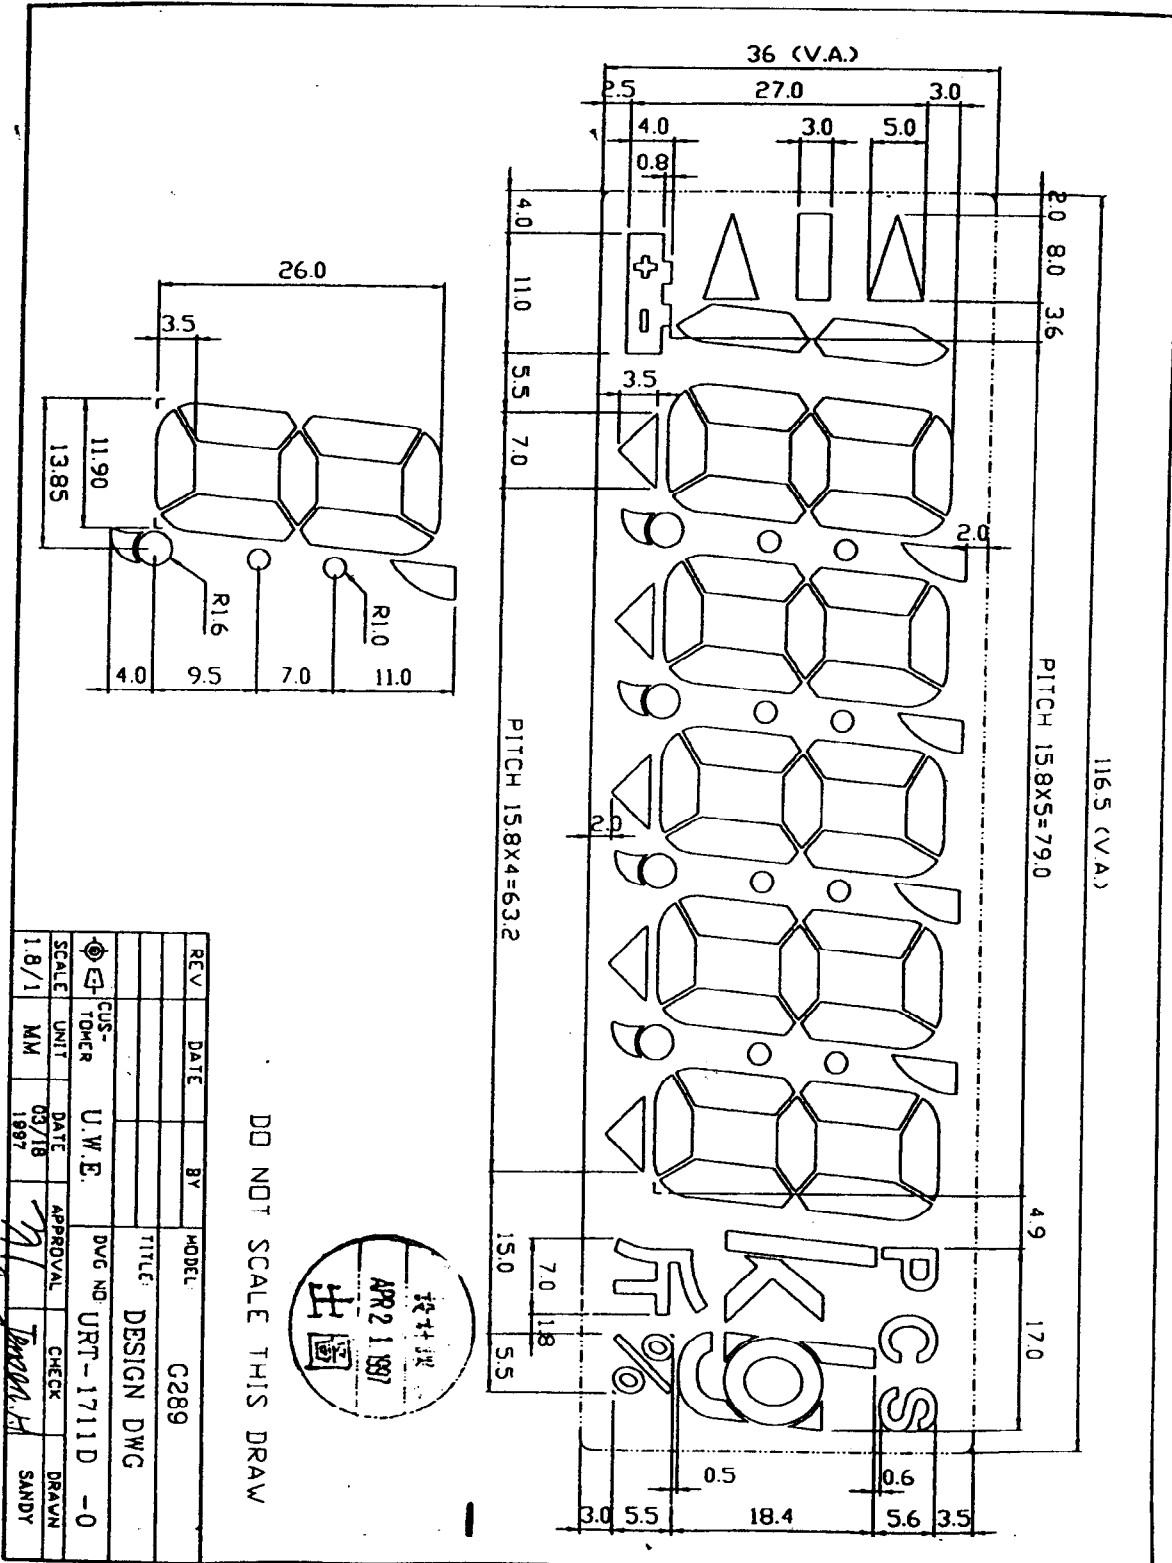 36 (V.A.)
2.5
27.0
3.0
4.0
3.0
5.0
0.8
4.0
11.0
5.5
7.0
3.5
PITCH 15.8X4=63.2
2.0
8.0
3.6
2.0
PITCH 15.8X5=79.0
116.5 (V.A.)
2.0
4.9
17.0
15.0
7.0
1.8
5.5
P C S
K
%
0.5
0.6
3.0
5.5
18.4
5.6
3.5
26.0
3.5
11.90
13.85
R1.6
R1.0
4.0
9.5
7.0
11.0
DO NOT SCALE THIS DRAW
APR 21 1997
REV
DATE
BY
MODEL:
G289
TITLE:
DESIGN DWG
CUS-
TOMER
U.W.E.
DWG NO:
URT-1711D -0
SCALE
UNIT
DATE
APPROVAL
CHECK
DRAWN
1.8/1
MM
03/18
1997
SANDY